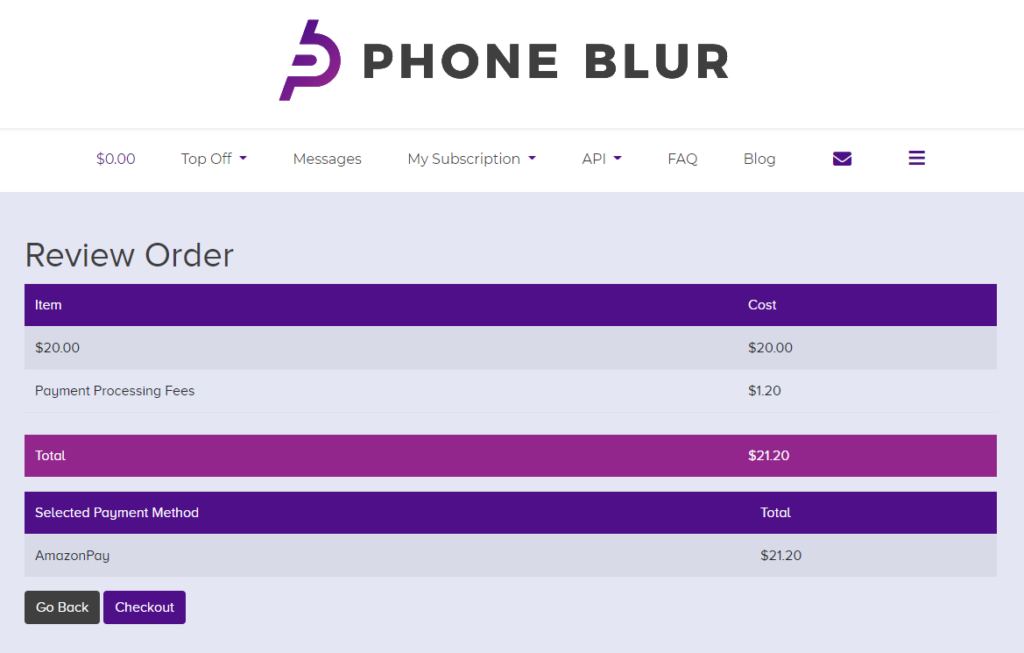 PHONE BLUR
$0.00 Top Off Messages My Subscription API FAQ Blog
Review Order
Item Cost
$20.00 $20.00
Payment Processing Fees $1.20
Total $21.20
Selected Payment Method Total
AmazonPay $21.20
Go Back Checkout